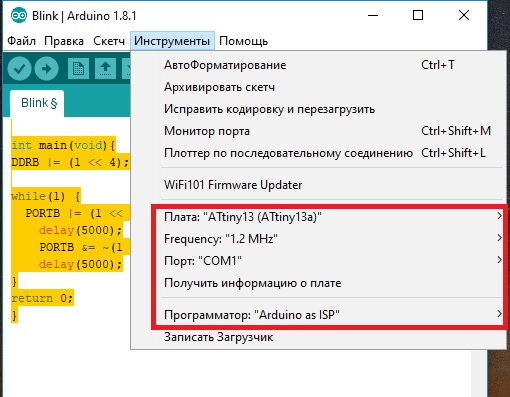 Blink | Arduino 1.8.1
Файл Правка Скетч Инструменты Помощь
АвтоФорматирование Ctrl+T
Архивировать скетч
Исправить кодировку и перезагрузить
Монитор порта Ctrl+Shift+M
Плоттер по последовательному соединению Ctrl+Shift+L
WiFi101 Firmware Updater
Плата: "ATtiny13 (ATtiny13a)"
Frequency: "1.2 MHz"
Порт: "COM1"
Получить информацию о плате
Программатор: "Arduino as ISP"
Записать Загрузчик
Blink §
int main(void){
DDRB |= (1 << 4);
while(1) {
PORTB |= (1 <<
delay(5000);
PORTB &= ~(1
delay(5000);
}
return 0;
}